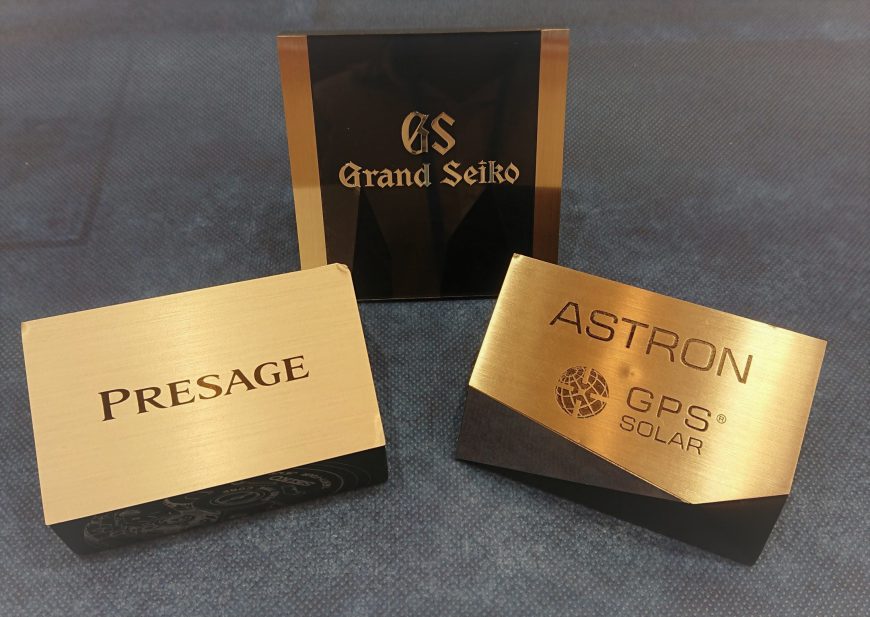 GS
Grand Seiko
PRESAGE
ASTRON
GPS®
SOLAR